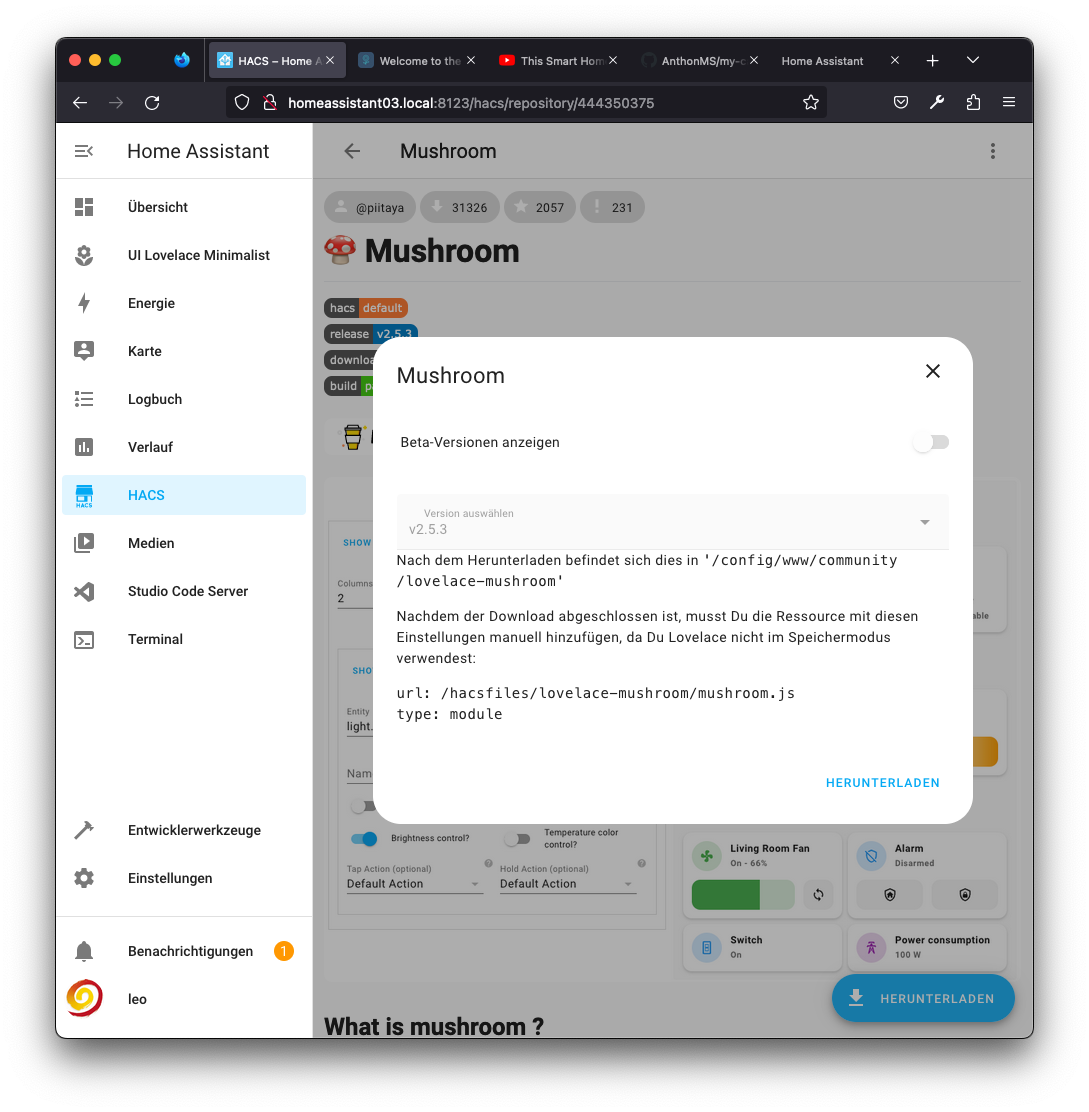 HACS – Home A
Welcome to the
This Smart Hom
AnthonMS/my-c
Home Assistant
homeassistant03.local:8123/hacs/repository/444350375
Home Assistant
Mushroom
Übersicht
UI Lovelace Minimalist
Energie
Karte
Logbuch
Verlauf
HACS
HACS
Medien
Studio Code Server
Terminal
Entwicklerwerkzeuge
Einstellungen
Benachrichtigungen 1
leo
@piitaya 31326 2057 231
Mushroom
hacs default
release v2.5.3
downloa
build pa
Mushroom
Beta-Versionen anzeigen
Version auswählen
v2.5.3
Nach dem Herunterladen befindet sich dies in '/config/www/community
/lovelace-mushroom'
Nachdem der Download abgeschlossen ist, musst Du die Ressource mit diesen
Einstellungen manuell hinzufügen, da Du Lovelace nicht im Speichermodus
verwendest:
url: /hacsfiles/lovelace-mushroom/mushroom.js
type: module
HERUNTERLADEN
SHOW
Columns
2
SHO
Entity
light.
Nam
able
Brightness control?
Temperature color
control?
Tap Action (optional)
Default Action
Hold Action (optional)
Default Action
Living Room Fan
On - 66%
Alarm
Disarmed
Switch
On
Power consumption
100 W
HERUNTERLADEN
What is mushroom ?